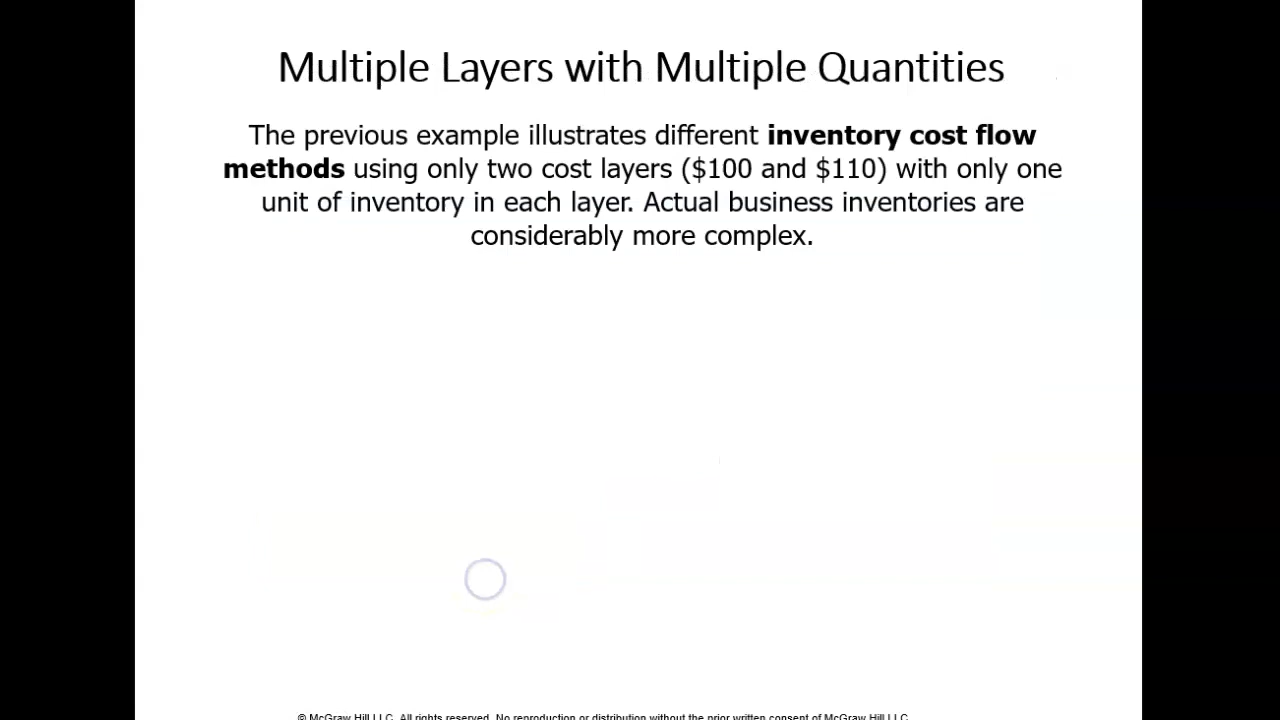 Multiple Layers with Multiple Quantities
The previous example illustrates different inventory cost flow
methods using only two cost layers ($100 and $110) with only one
unit of inventory in each layer. Actual business inventories are
considerably more complex.
© McGraw Hill LLC. All rights reserved. No reproduction or distribution without the prior written consent of McGraw Hill LLC.